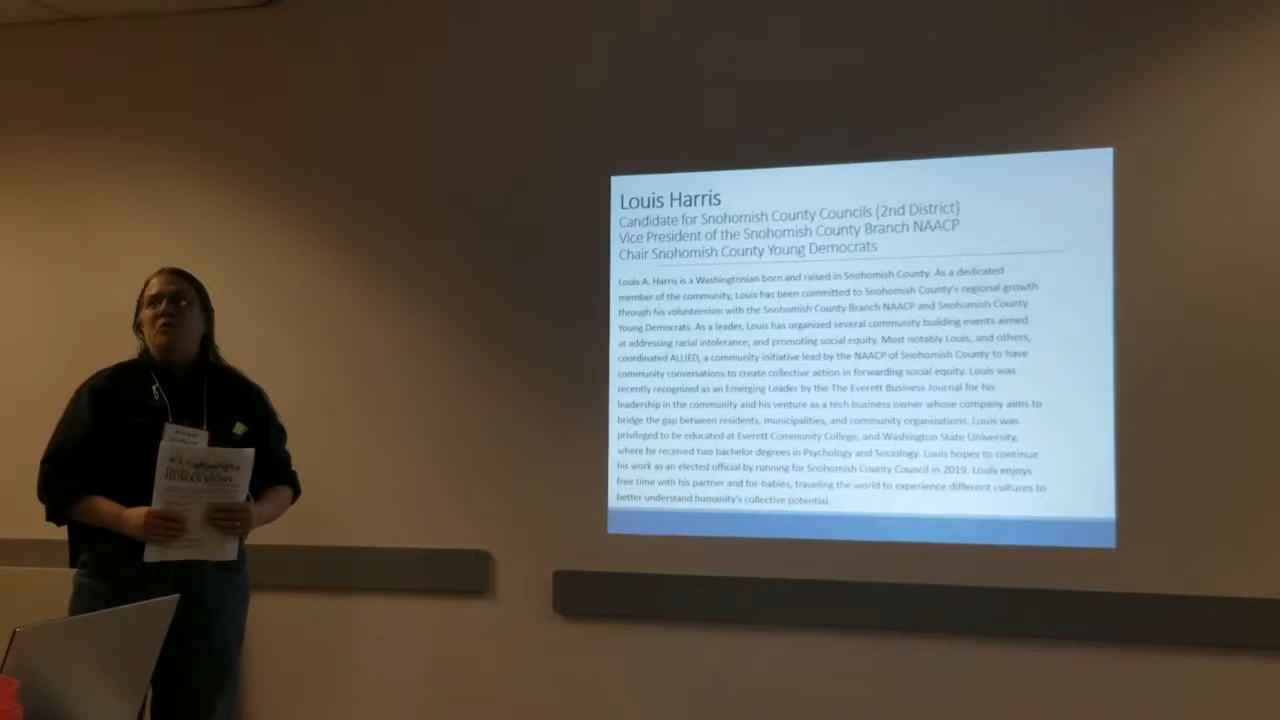 Louis Harris
Candidate for Snohomish County Councils (2nd District)
Vice President of the Snohomish County Branch NAACP
Chair Snohomish County Young Democrats
Louis A. Harris is a Washingtonian born and raised in Snohomish County. As a dedicated
member of the community, Louis has been committed to Snohomish County's regional growth
through his volunteerism with the Snohomish County Branch NAACP and Snohomish County
Young Democrats. As a leader, Louis has organized several community building events aimed
at addressing racial intolerance, and promoting social equity. Most notably Louis, and others,
coordinated ALLIED, a community initiative lead by the NAACP of Snohomish County to have
community conversations to create collective action in forwarding social equity. Louis was
recently recognized as an Emerging Leader by the The Everett Business Journal for his
leadership in the community and his venture as a tech business owner whose company aims to
bridge the gap between residents, municipalities, and community organizations. Louis was
privileged to be educated at Everett Community College, and Washington State University,
where he received two bachelor degrees in Psychology and Sociology. Louis hopes to continue
his work as an elected official by running for Snohomish County Council in 2019. Louis enjoys
free time with his partner and fur-babies, traveling the world to experience different cultures to
better understand humanity's collective potential.
HUMAN RIGHT